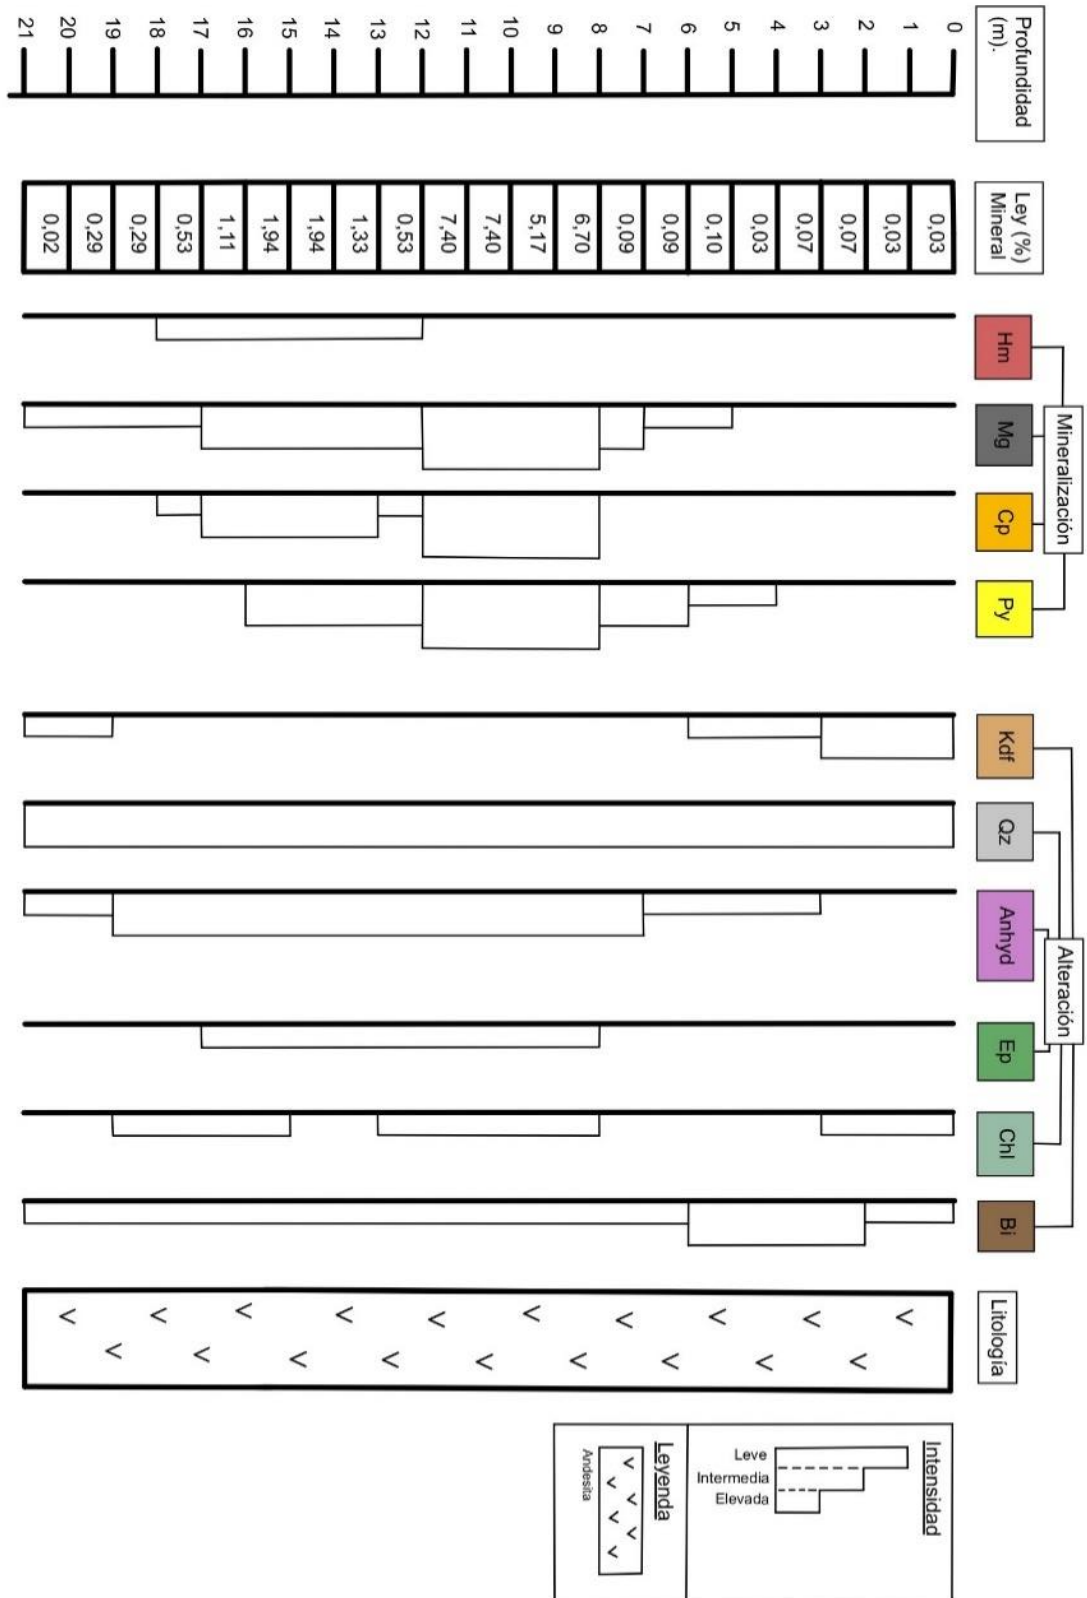 Profundidad
(m).
0
1
2
3
4
5
6
7
8
9
10
11
12
13
14
15
16
17
18
19
20
21
Ley (%)
Mineral
0,03
0,03
0,07
0,07
0,03
0,10
0,09
0,09
6,70
5,17
7,40
7,40
0,53
1,33
1,94
1,94
1,11
0,53
0,29
0,29
0,02
Mineralización
Hm
Mg
Cp
Py
Alteración
Kdf
Qz
Anhyd
Ep
Chl
Bi
Litología
Intensidad
Leve
Intermedia
Elevada
Leyenda
Andesita